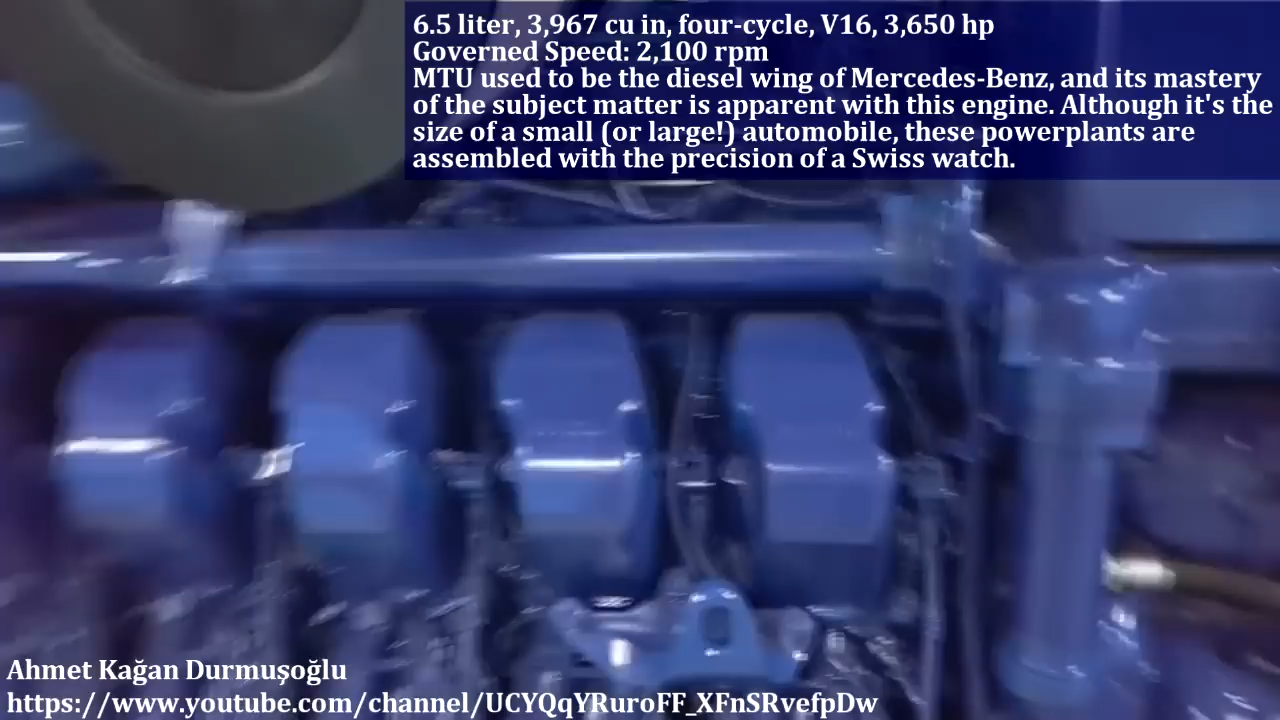 6.5 liter, 3,967 cu in, four-cycle, V16, 3,650 hp
Governed Speed: 2,100 rpm
MTU used to be the diesel wing of Mercedes-Benz, and its mastery
of the subject matter is apparent with this engine. Although it's the
size of a small (or large!) automobile, these powerplants are
assembled with the precision of a Swiss watch.
Ahmet Kağan Durmuşoğlu
https://www.youtube.com/channel/UCYQqYRuroFF_XFnSRvefpDw